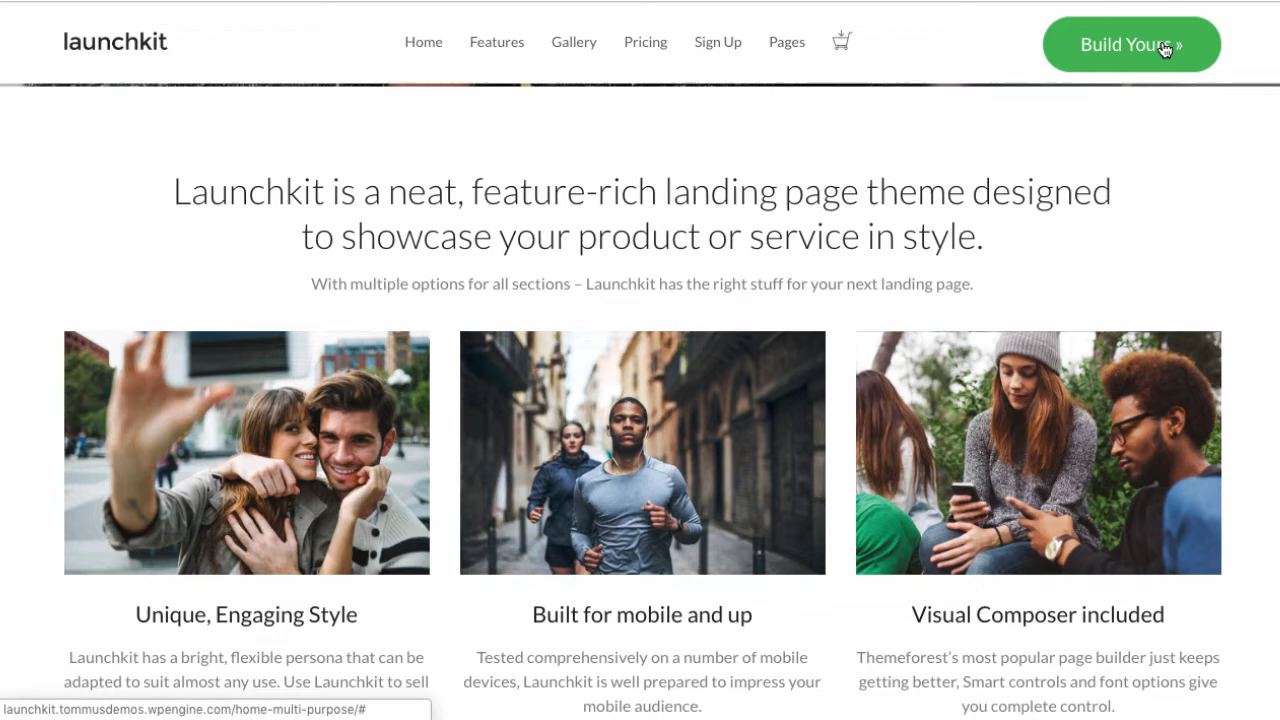 launchkit
Home Features Gallery Pricing Sign Up Pages
Build Yours »
Launchkit is a neat, feature-rich landing page theme designed
to showcase your product or service in style.
With multiple options for all sections – Launchkit has the right stuff for your next landing page.
Unique, Engaging Style
Launchkit has a bright, flexible persona that can be
adapted to suit almost any use. Use Launchkit to sell
Built for mobile and up
Tested comprehensively on a number of mobile
devices, Launchkit is well prepared to impress your
mobile audience.
Visual Composer included
Themeforest's most popular page builder just keeps
getting better, Smart controls and font options give
you complete control.
launchkit.tommusdemos.wpengine.com/home-multi-purpose/#